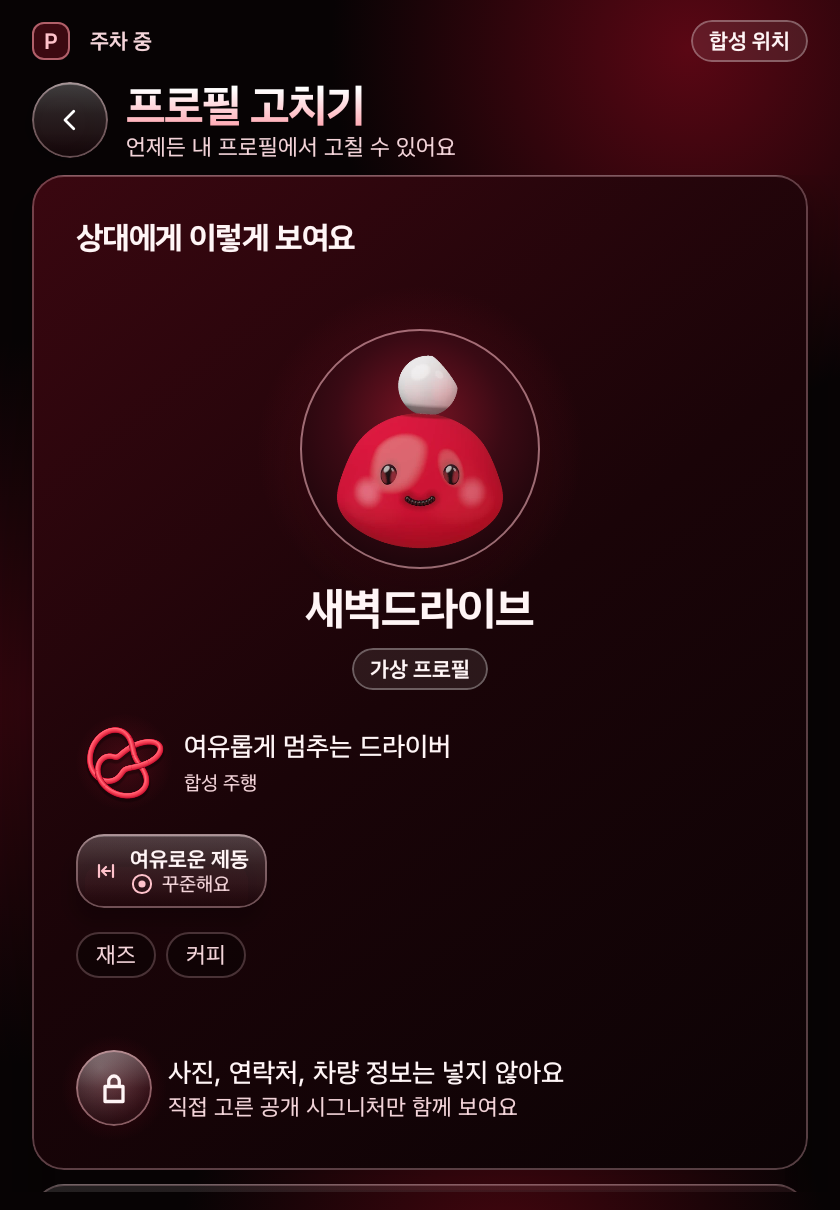 P 주차 중
합성 위치
프로필 고치기
언제든 내 프로필에서 고칠 수 있어요
상대에게 이렇게 보여요
새벽드라이브
가상 프로필
여유롭게 멈추는 드라이버
합성 주행
여유로운 제동
꾸준해요
재즈
커피
사진, 연락처, 차량 정보는 넣지 않아요
직접 고른 공개 시그니처만 함께 보여요